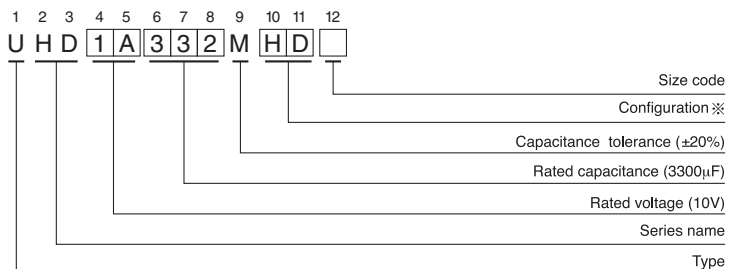 1 2 3 4 5 6 7 8 9 10 11 12
U H D 1 A 3 3 2 M H D
Size code
Configuration ※
Capacitance tolerance (±20%)
Rated capacitance (3300µF)
Rated voltage (10V)
Series name
Type